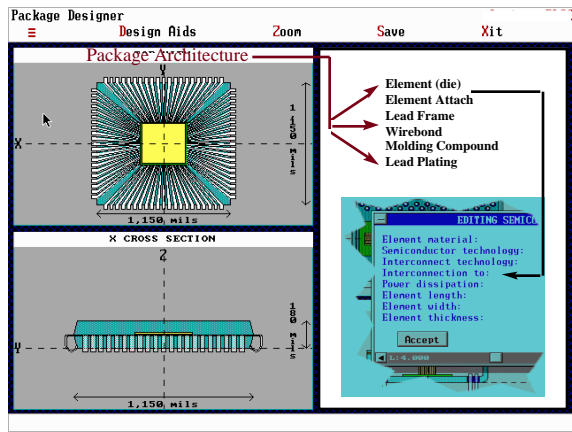 Package Designer
≡ Design Aids Zoom Save Xit
Package Architecture
Y
X
1,150 mils
1,150 mils
X CROSS SECTION
Z
Y
180 mils
1,150 mils
Element (die)
Element Attach
Lead Frame
Wirebond
Molding Compound
Lead Plating
EDITING SEMIC
Element material:
Semiconductor technology:
Interconnect technology:
Interconnection to:
Power dissipation:
Element length:
Element width:
Element thickness:
Accept
L:4.000